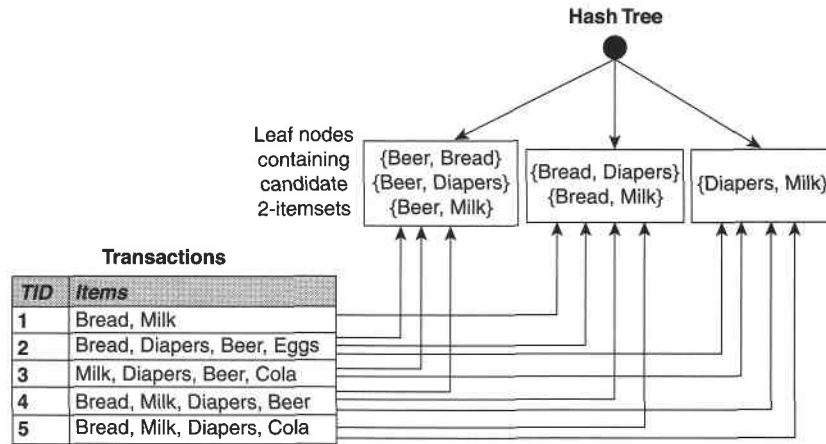 Hash Tree
Leaf nodes
containing
candidate
2-itemsets
{Beer, Bread}
{Beer, Diapers}
{Beer, Milk}
{Bread, Diapers}
{Bread, Milk}
{Diapers, Milk}
Transactions
TID Items
1 Bread, Milk
2 Bread, Diapers, Beer, Eggs
3 Milk, Diapers, Beer, Cola
4 Bread, Milk, Diapers, Beer
5 Bread, Milk, Diapers, Cola